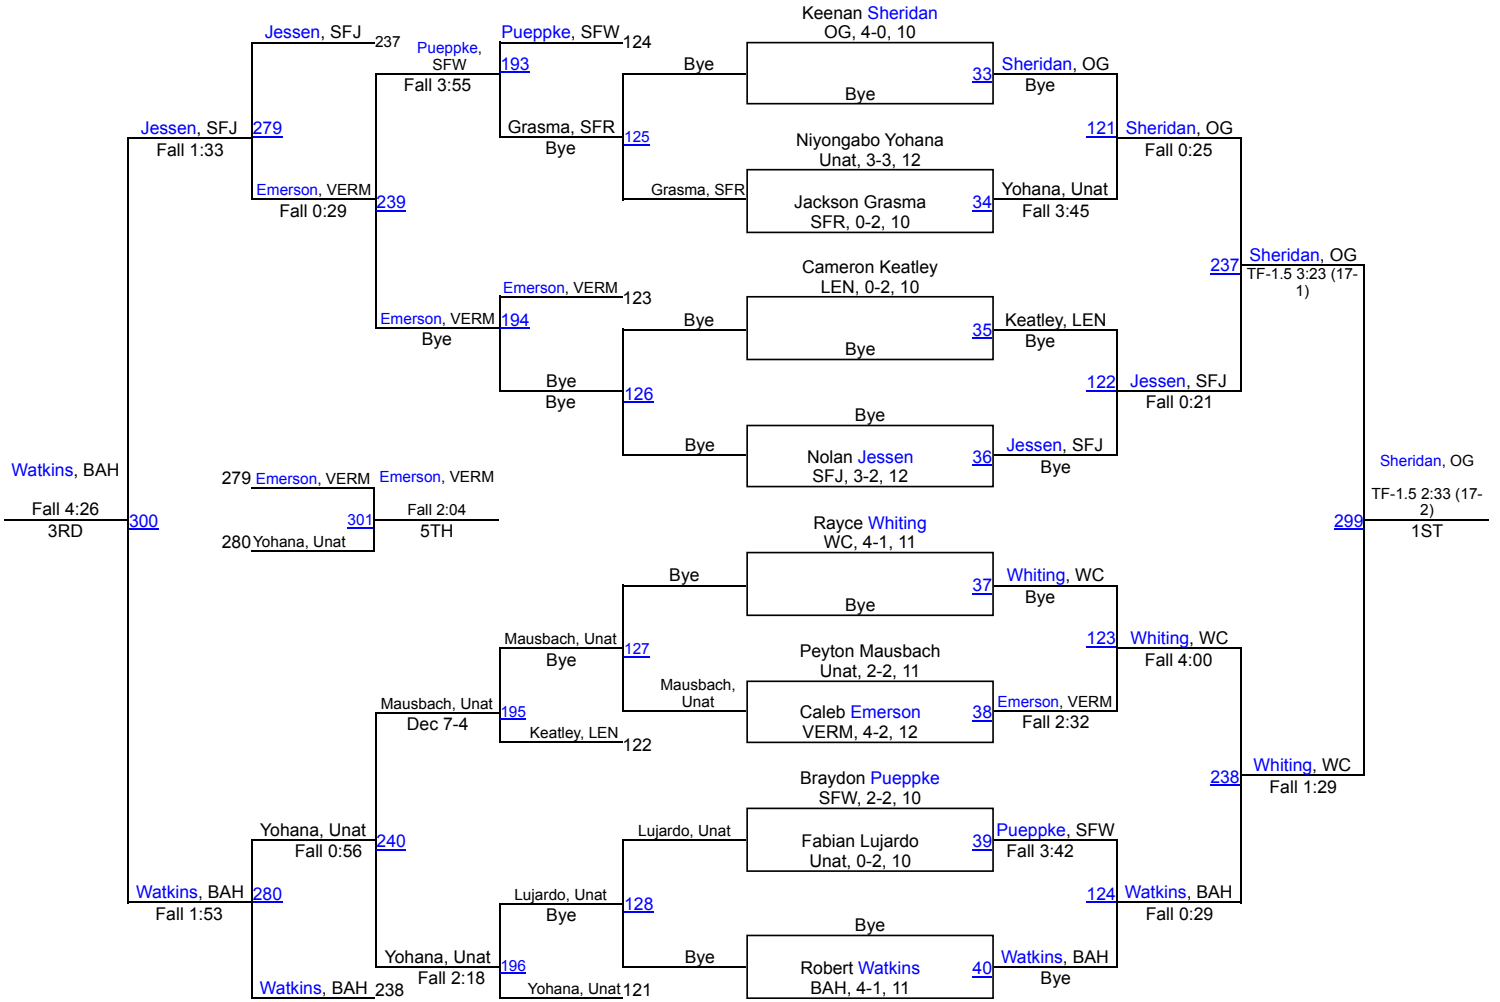 Keenan Sheridan
OG, 4-0, 10
Bye
33
Niyongabo Yohana
Unat, 3-3, 12
Jackson Grasma
SFR, 0-2, 10
34
Cameron Keatley
LEN, 0-2, 10
Bye
35
Bye
Nolan Jessen
SFJ, 3-2, 12
36
Rayce Whiting
WC, 4-1, 11
Bye
37
Peyton Mausbach
Unat, 2-2, 11
Caleb Emerson
VERM, 4-2, 12
38
Braydon Pueppke
SFW, 2-2, 10
Fabian Lujardo
Unat, 0-2, 10
39
Bye
Robert Watkins
BAH, 4-1, 11
40
Sheridan, OG
Bye
121
Yohana, Unat
Fall 3:45
Keatley, LEN
Bye
122
Jessen, SFJ
Bye
Whiting, WC
Bye
123
Emerson, VERM
Fall 2:32
Pueppke, SFW
Fall 3:42
124
Watkins, BAH
Bye
Sheridan, OG
Fall 0:25
237
Jessen, SFJ
Fall 0:21
Whiting, WC
Fall 4:00
238
Watkins, BAH
Fall 0:29
Sheridan, OG
TF-1.5 3:23 (17-
1)
299
Whiting, WC
Fall 1:29
Sheridan, OG
TF-1.5 2:33 (17-
2)
1ST
Bye
125
Grasma, SFR
Bye
126
Bye
Bye
127
Mausbach,
Unat
Lujardo, Unat
128
Bye
Pueppke, SFW
124
193
Grasma, SFR
Bye
Emerson, VERM
123
194
Bye
Bye
Mausbach, Unat
Bye
195
Keatley, LEN
122
Lujardo, Unat
Bye
196
Yohana, Unat
121
Pueppke,
SFW
Fall 3:55
239
Emerson, VERM
Bye
Mausbach, Unat
Dec 7-4
240
Yohana, Unat
Fall 2:18
Jessen, SFJ
237
279
Emerson, VERM
Fall 0:29
Yohana, Unat
Fall 0:56
280
Watkins, BAH
238
Jessen, SFJ
Fall 1:33
300
Watkins, BAH
Fall 1:53
Watkins, BAH
Fall 4:26
3RD
279
Emerson, VERM
301
280
Yohana, Unat
Emerson, VERM
Fall 2:04
5TH